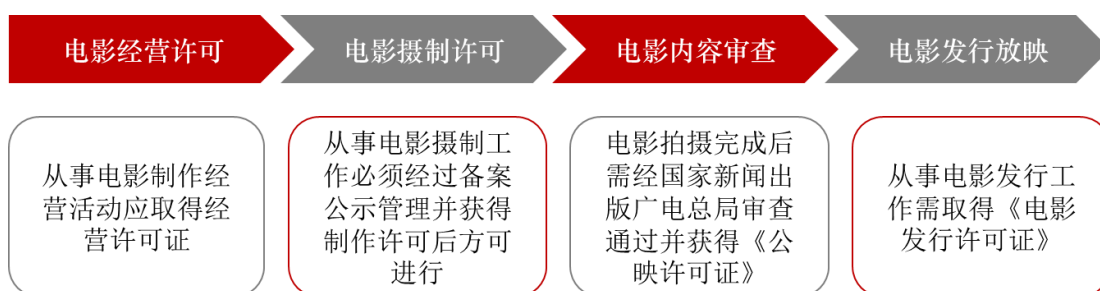 电影经营许可
电影摄制许可
电影内容审查
电影发行放映
从事电影制作经
营活动应取得经
营许可证
从事电影摄制工
作必须经过备案
公示管理并获得
制作许可后方可
进行
电影拍摄完成后
需经国家新闻出
版广电总局审查
通过并获得《公
映许可证》
从事电影发行工
作需取得《电影
发行许可证》